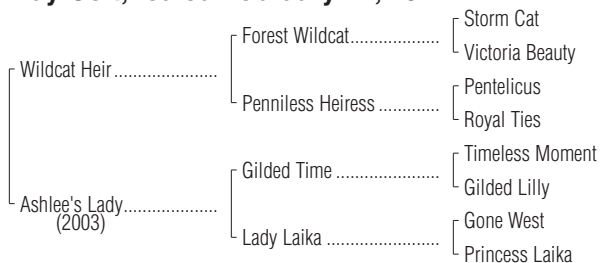 Storm Cat
Forest Wildcat
Victoria Beauty
Wildcat Heir
Pentelicus
Penniless Heiress
Royal Ties
Timeless Moment
Gilded Time
Gilded Lilly
Ashlee's Lady
(2003)
Gone West
Lady Laika
Princess Laika